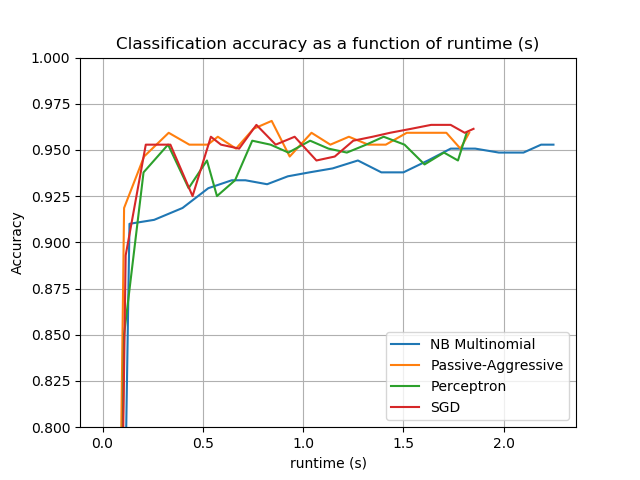 Classification accuracy as a function of runtime (s)
1.000
0.975
0.950
0.925
0.900
0.875
0.850
0.825
0.800
Accuracy
NB Multinomial
Passive-Aggressive
Perceptron
SGD
0.0 0.5 1.0 1.5 2.0
runtime (s)